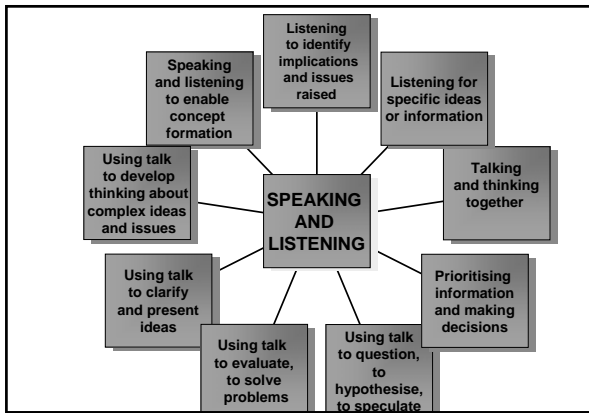 Listening
to identify
implications
and issues
raised
Listening for
specific ideas
or information
Talking
and thinking
together
Prioritising
information
and making
decisions
Using talk
to question,
to
hypothesise,
to speculate
Using talk
to evaluate,
to solve
problems
Using talk
to clarify
and present
ideas
Using talk
to develop
thinking about
complex ideas
and issues
Speaking
and listening
to enable
concept
formation
SPEAKING
AND
LISTENING